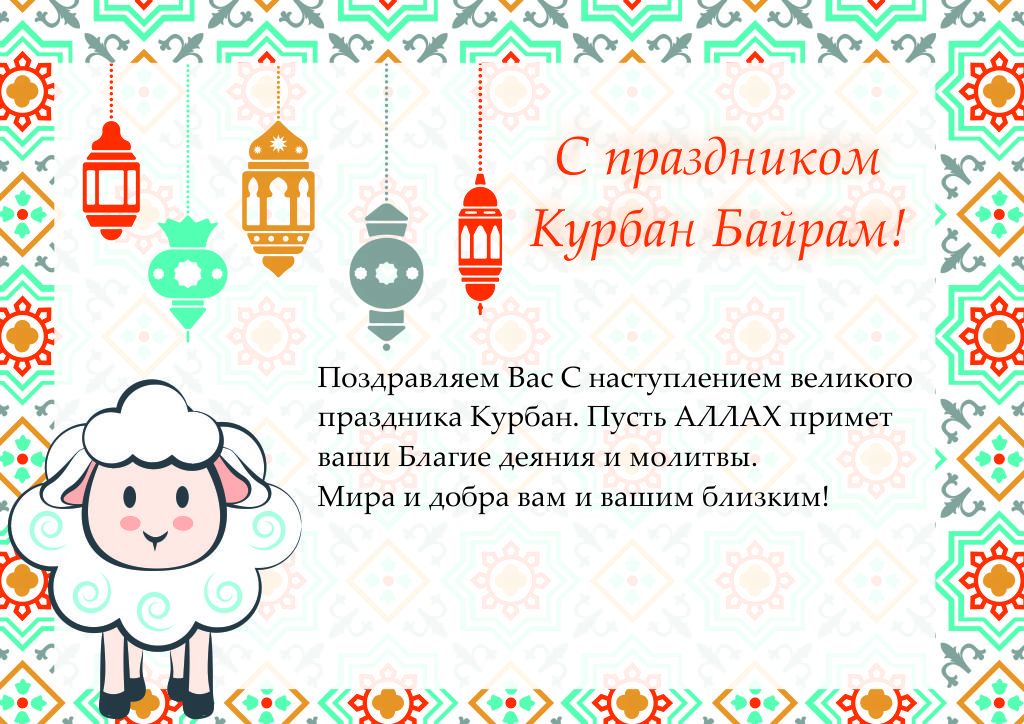 С праздником
Курбан Байрам!
Поздравляем Вас С наступлением великого
праздника Курбан. Пусть АЛЛАХ примет
ваши Благие деяния и молитвы.
Мира и добра вам и вашим близким!